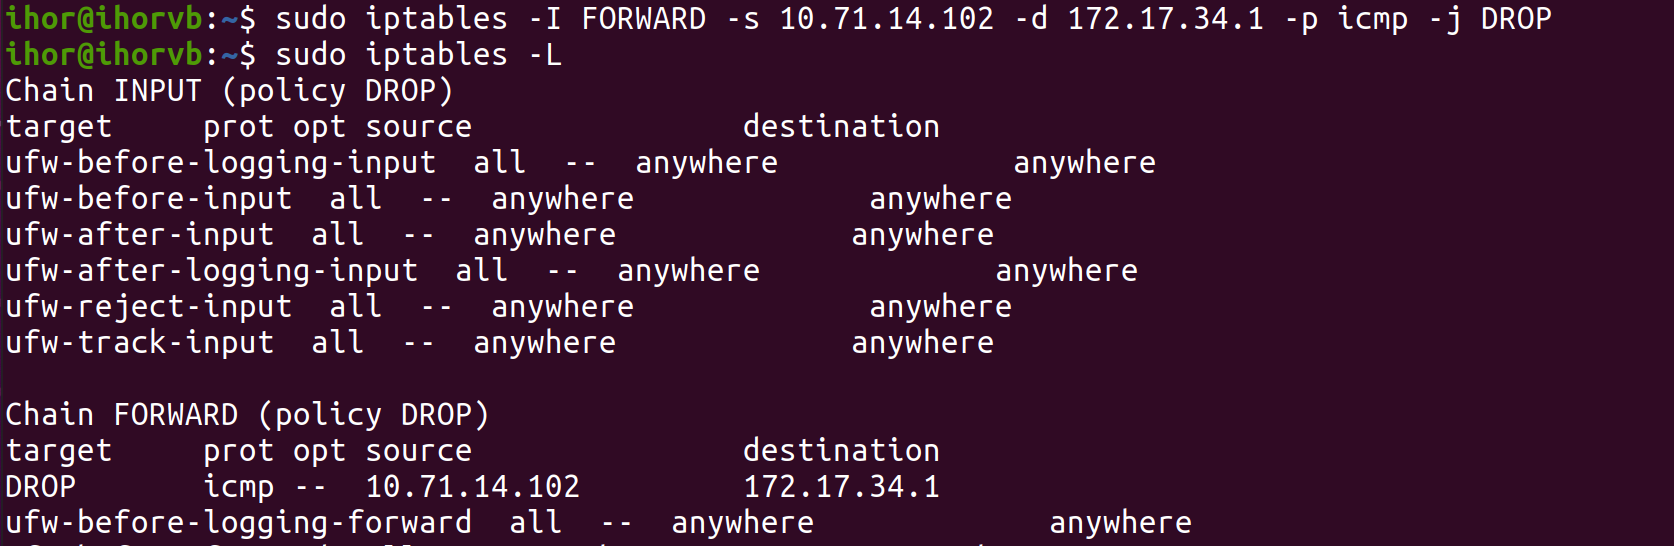 ihor@ihorvb:~$ sudo iptables -I FORWARD -s 10.71.14.102 -d 172.17.34.1 -p icmp -j DROP
ihor@ihorvb:~$ sudo iptables -L
Chain INPUT (policy DROP)
target     prot opt source               destination
ufw-before-logging-input  all  --  anywhere             anywhere
ufw-before-input  all  --  anywhere             anywhere
ufw-after-input  all  --  anywhere             anywhere
ufw-after-logging-input  all  --  anywhere             anywhere
ufw-reject-input  all  --  anywhere             anywhere
ufw-track-input  all  --  anywhere             anywhere

Chain FORWARD (policy DROP)
target     prot opt source               destination
DROP       icmp --  10.71.14.102         172.17.34.1
ufw-before-logging-forward  all  --  anywhere             anywhere